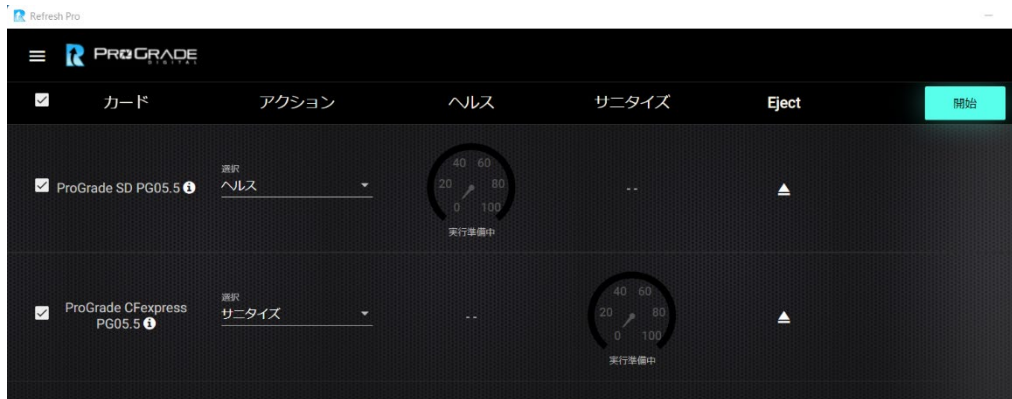 Refresh Pro
PROGRADE
DIGITAL
カード アクション ヘルス サニタイズ Eject 開始
選択
ProGrade SD PG05.5 ヘルス
0 20 40 60 80 100
実行準備中
--
選択
ProGrade CFexpress
PG05.5
サニタイズ
--
0 20 40 60 80 100
実行準備中